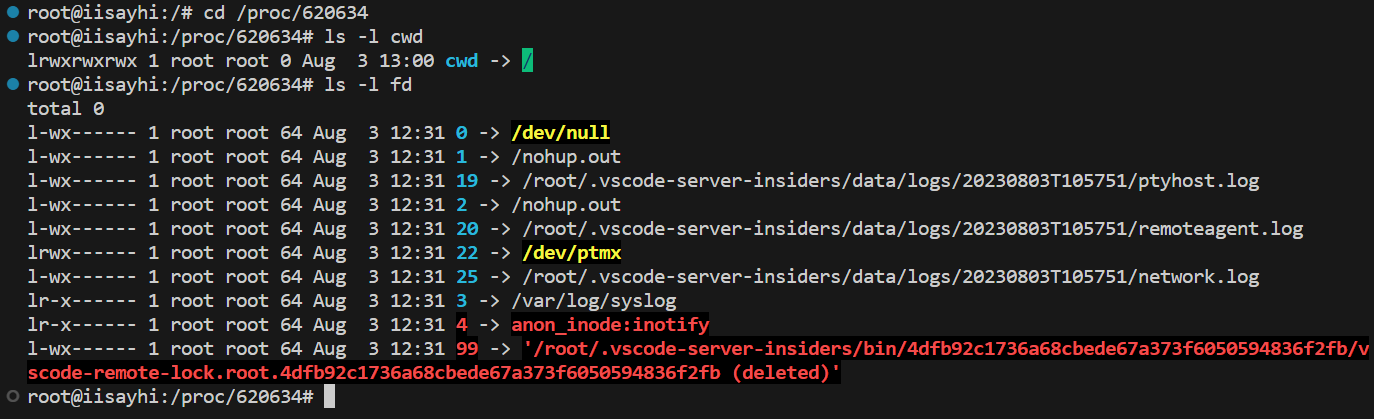 root@iisayhi:/# cd /proc/620634
root@iisayhi:/proc/620634# ls -l cwd
lrwxrwxrwx 1 root root 0 Aug  3 13:00 cwd -> /
root@iisayhi:/proc/620634# ls -l fd
total 0
l-wx------ 1 root root 64 Aug  3 12:31 0 -> /dev/null
l-wx------ 1 root root 64 Aug  3 12:31 1 -> /nohup.out
l-wx------ 1 root root 64 Aug  3 12:31 19 -> /root/.vscode-server-insiders/data/logs/20230803T105751/ptyhost.log
l-wx------ 1 root root 64 Aug  3 12:31 2 -> /nohup.out
l-wx------ 1 root root 64 Aug  3 12:31 20 -> /root/.vscode-server-insiders/data/logs/20230803T105751/remoteagent.log
lrwx------ 1 root root 64 Aug  3 12:31 22 -> /dev/ptmx
l-wx------ 1 root root 64 Aug  3 12:31 25 -> /root/.vscode-server-insiders/data/logs/20230803T105751/network.log
lr-x------ 1 root root 64 Aug  3 12:31 3 -> /var/log/syslog
lr-x------ 1 root root 64 Aug  3 12:31 4 -> anon_inode:inotify
l-wx------ 1 root root 64 Aug  3 12:31 99 -> '/root/.vscode-server-insiders/bin/4dfb92c1736a68cbede67a373f6050594836f2fb/v
scode-remote-lock.root.4dfb92c1736a68cbede67a373f6050594836f2fb (deleted)'
root@iisayhi:/proc/620634#